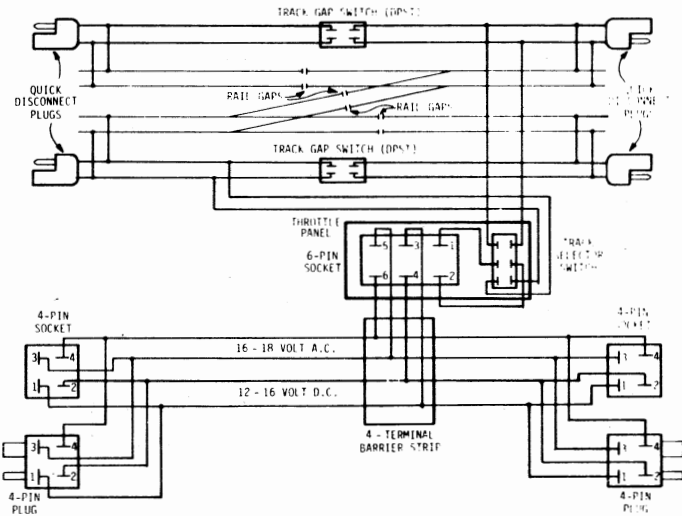 TRACK GAP SWITCH (DPST)
QUICK
DISCONNECT
PLUGS
RAIL GAPS
RAIL GAPS
TRACK GAP SWITCH (DPST)
THROTTLE
PANEL
6-PIN
SOCKET
5
3
1
6
4
2
TRACK
SWITCH
4-PIN
SOCKET
4-PIN
3
4
1
2
16-18 VOLT A.C.
12-16 VOLT D.C.
3
4
1
2
4-TERMINAL
BARRIER STRIP
3
4
1
2
4-PIN
PLUG
3
4
1
2
4-PIN
PLUG